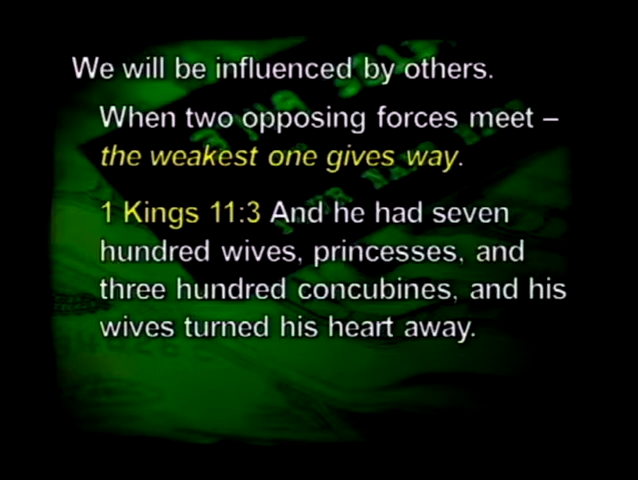 We will be influenced by others.
When two opposing forces meet –
the weakest one gives way.
1 Kings 11:3 And he had seven
hundred wives, princesses, and
three hundred concubines, and his
wives turned his heart away.